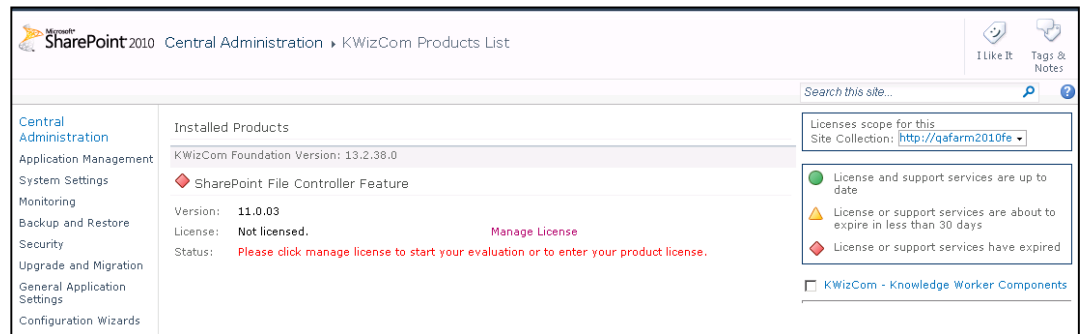 Microsoft®
SharePoint® 2010 Central Administration ▸ KWizCom Products List
I Like It
Tags &
Notes
Search this site...
Central
Administration
Application Management
System Settings
Monitoring
Backup and Restore
Security
Upgrade and Migration
General Application
Settings
Configuration Wizards
Installed Products
KWizCom Foundation Version: 13.2.38.0
SharePoint File Controller Feature
Version: 11.0.03
License: Not licensed. Manage License
Status: Please click manage license to start your evaluation or to enter your product license.
Licenses scope for this
Site Collection: http://qafarm2010fe
License and support services are up to
date
License or support services are about to
expire in less than 30 days
License or support services have expired
KWizCom - Knowledge Worker Components